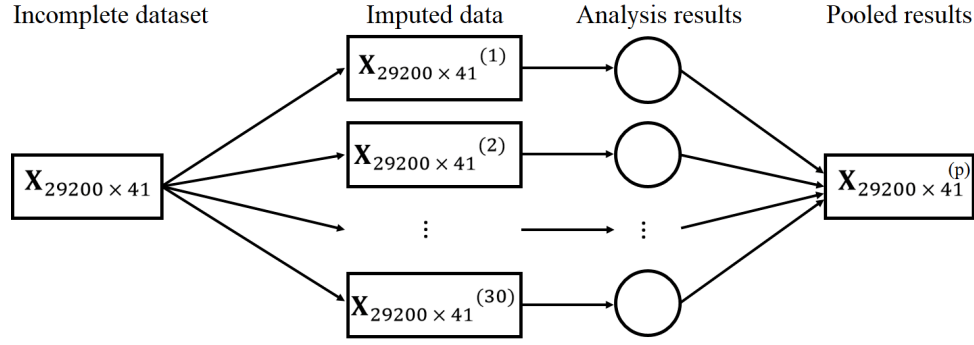 Incomplete dataset Imputed data Analysis results Pooled results
X₂₉₂₀₀ × ₄₁⁽¹⁾
X₂₉₂₀₀ × ₄₁⁽²⁾
X₂₉₂₀₀ × ₄₁
X₂₉₂₀₀ × ₄₁⁽ᵖ⁾
⋮ ⋮
X₂₉₂₀₀ × ₄₁⁽³⁰⁾